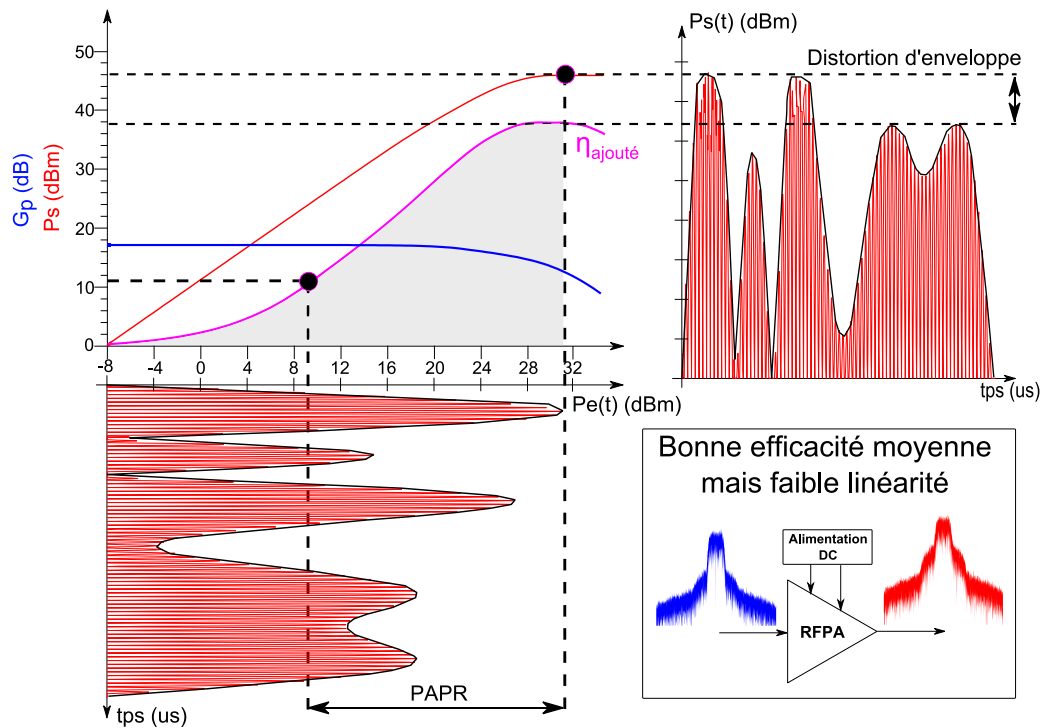 Ps(t) (dBm)
Distortion d'enveloppe
Gp (dB)
Ps (dBm)
50
40
30
20
10
0
ηajouté
-8
-4
0
4
8
12
16
20
24
28
32
Pe(t) (dBm)
tps (us)
PAPR
tps (us)
Bonne efficacité moyenne
mais faible linéarité
Alimentation
DC
RFPA